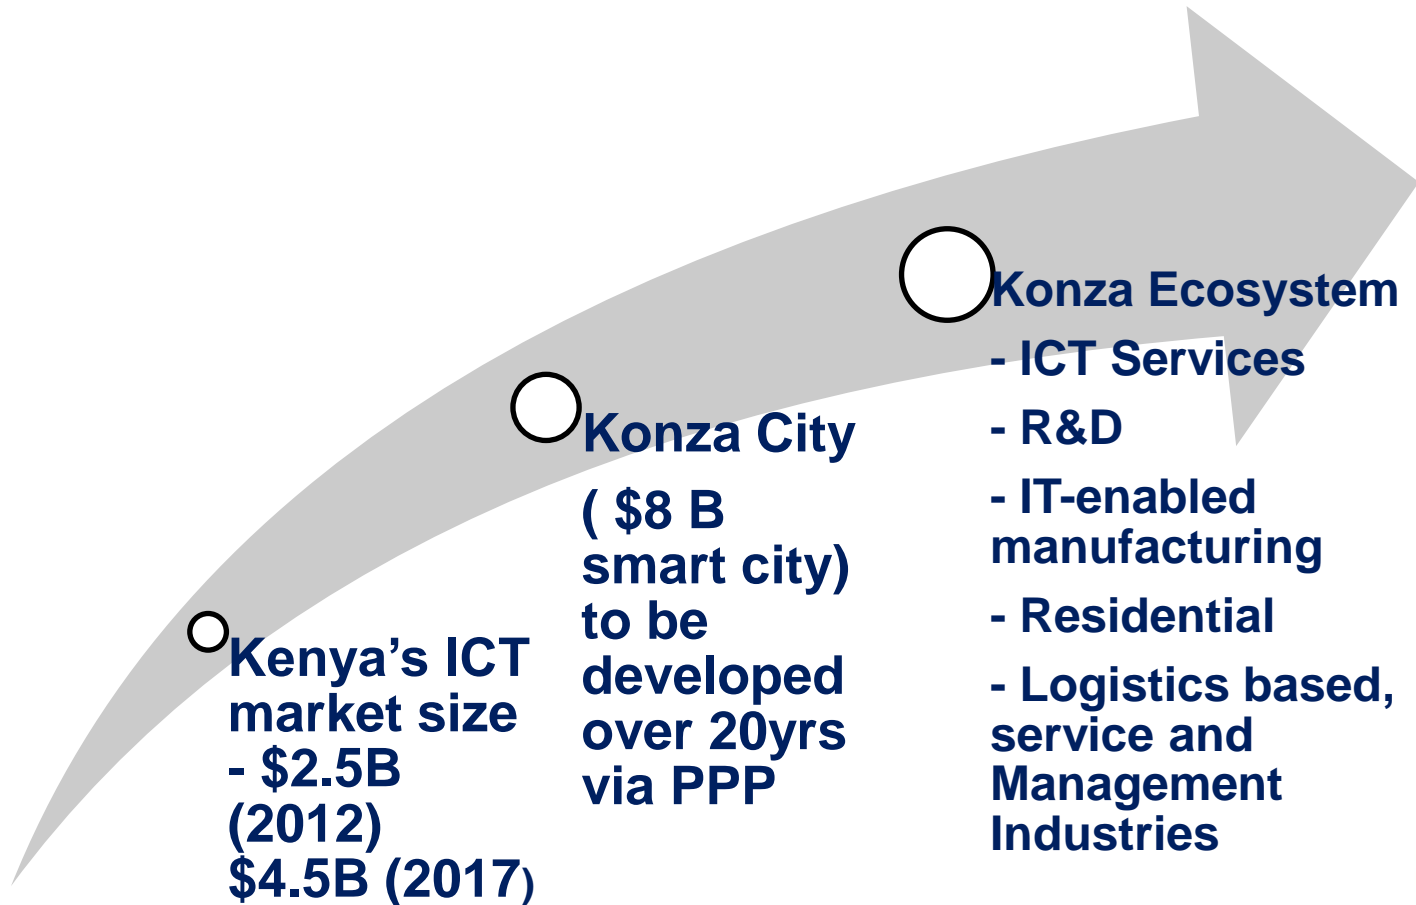 Kenya’s ICT
market size
- $2.5B
(2012)
$4.5B (2017)
Konza City
( $8 B
smart city)
to be
developed
over 20yrs
via PPP
Konza Ecosystem
- ICT Services
- R&D
- IT-enabled
manufacturing
- Residential
- Logistics based,
service and
Management
Industries